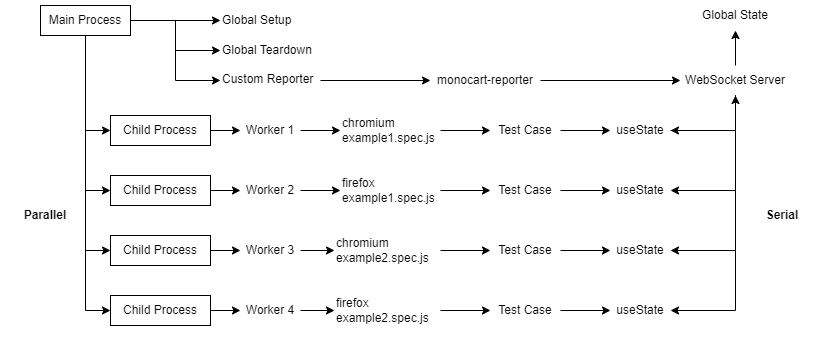 Global State
Main Process
Global Setup
Global Teardown
Custom Reporter
monocart-reporter
WebSocket Server
Child Process
Worker 1
chromium
example1.spec.js
Test Case
useState
Child Process
Worker 2
firefox
example1.spec.js
Test Case
useState
Parallel
Serial
Child Process
Worker 3
chromium
example2.spec.js
Test Case
useState
Child Process
Worker 4
firefox
example2.spec.js
Test Case
useState